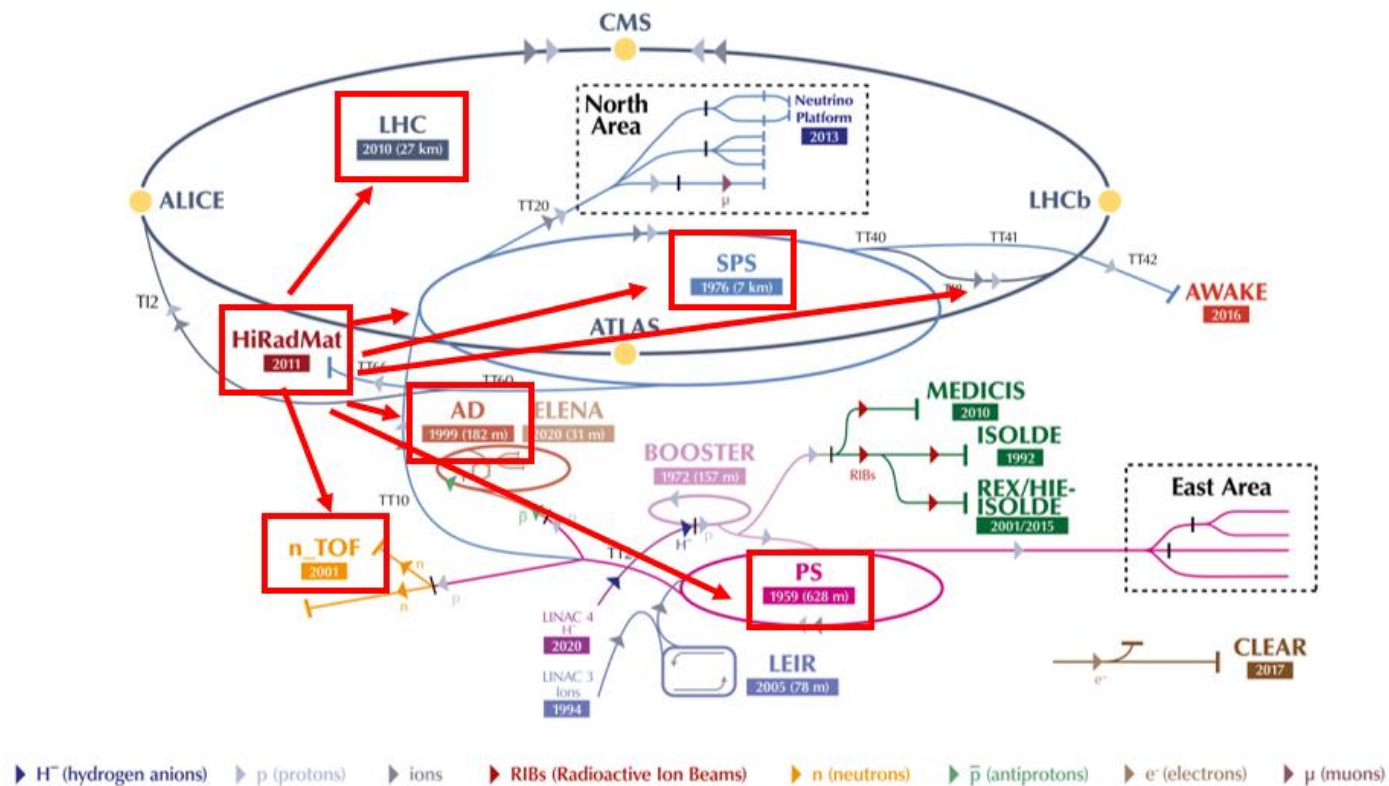 CMS
North
Area
Neutrino
Platform
2013
LHC
2010 (27 km)
ALICE
LHCb
μ
TT20
TT40
TT41
TT42
SPS
1976 (7 km)
AWAKE
2016
TI2
HiRadMat
2011
ATLAS
TT66
TT60
AD
1999 (182 m)
ELENA
2020 (31 m)
MEDICIS
2010
BOOSTER
1972 (157 m)
ISOLDE
1992
RIBs
REX/HIE-
ISOLDE
2001/2015
East Area
TT10
p̅
H⁻
p
n_TOF
2001
n
n
p
PS
1959 (628 m)
LINAC 4
H⁻
2020
LINAC 3
Ions
1994
LEIR
2005 (78 m)
CLEAR
2017
e⁻
H⁻ (hydrogen anions)
p (protons)
ions
RIBs (Radioactive Ion Beams)
n (neutrons)
p̅ (antiprotons)
e⁻ (electrons)
μ (muons)